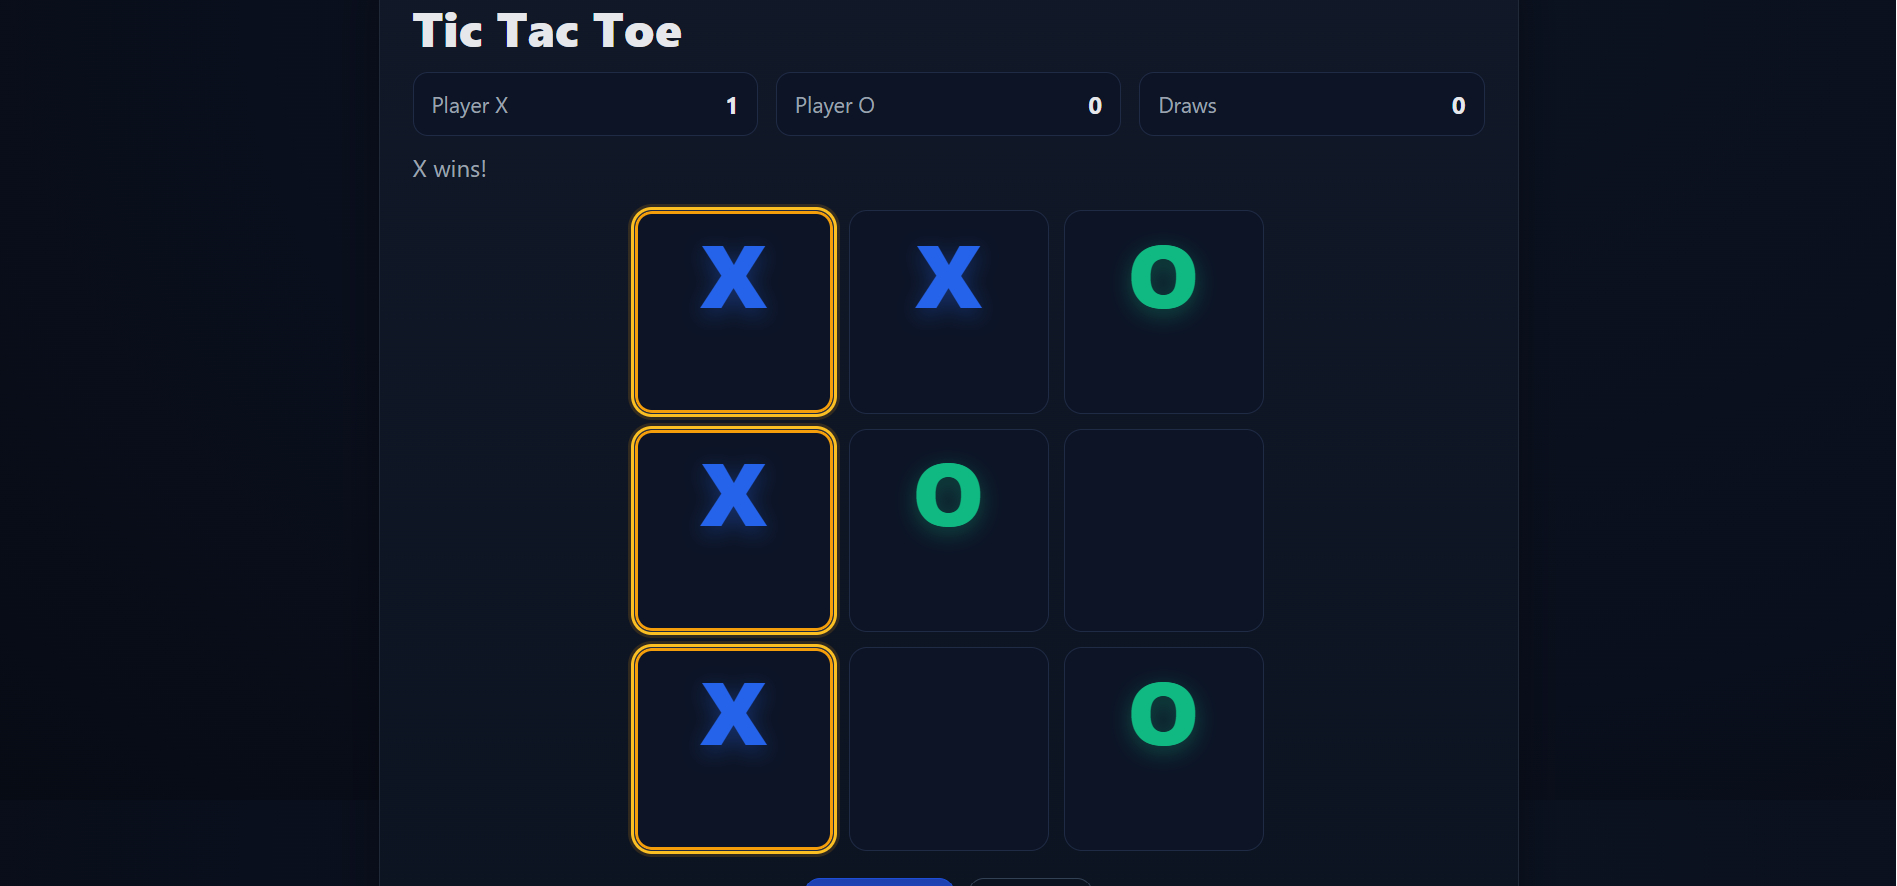 Tic Tac Toe
Player X 1 Player O 0 Draws 0
X wins!
X X O
X O
X O